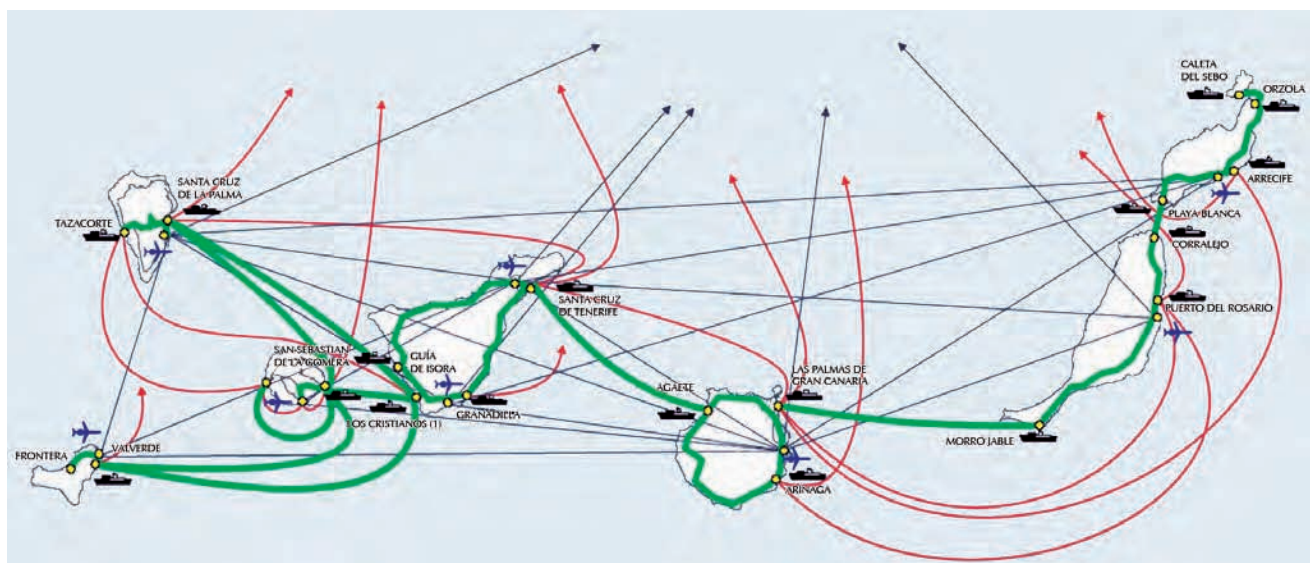 CALETA
DEL SEBO
ORZOLA
ARRECIFE
SANTA CRUZ
DE LA PALMA
TAZACORTE
PLAYA BLANCA
CORRALEJO
SANTA CRUZ
DE TENERIFE
PUERTO DEL ROSARIO
SAN SEBASTIAN
DE LA GOMERA
GUÍA
DE ISORA
LAS PALMAS DE
GRAN CANARIA
AGAETE
GRANADILLA
LOS CRISTIANOS (1)
MORRO JABLE
VALVERDE
FRONTERA
ARINAGA